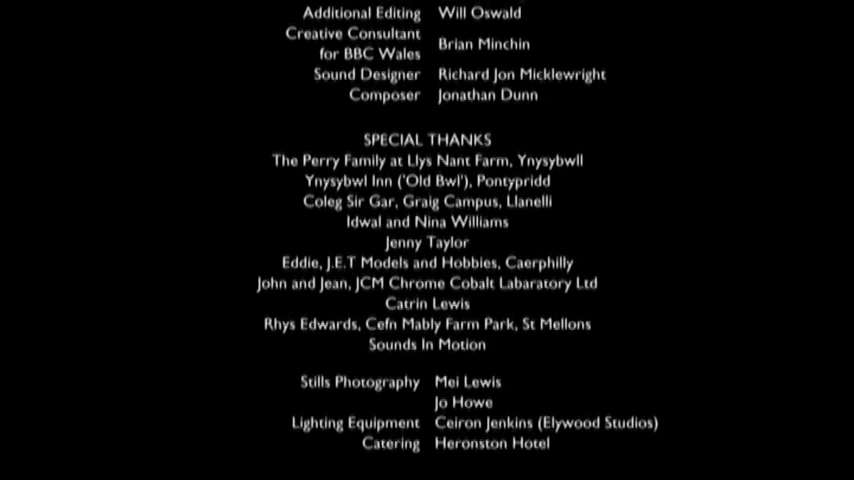 Additional Editing Will Oswald
Creative Consultant
for BBC Wales Brian Minchin
Sound Designer Richard Jon Micklewright
Composer Jonathan Dunn
SPECIAL THANKS
The Perry Family at Llys Nant Farm, Ynysybwll
Ynysybwl Inn ('Old Bwl'), Pontypridd
Coleg Sir Gar, Graig Campus, Llanelli
Idwal and Nina Williams
Jenny Taylor
Eddie, J.E.T Models and Hobbies, Caerphilly
John and Jean, JCM Chrome Cobalt Labaratory Ltd
Catrin Lewis
Rhys Edwards, Cefn Mably Farm Park, St Mellons
Sounds In Motion
Stills Photography Mei Lewis
Jo Howe
Lighting Equipment Ceiron Jenkins (Elywood Studios)
Catering Heronston Hotel